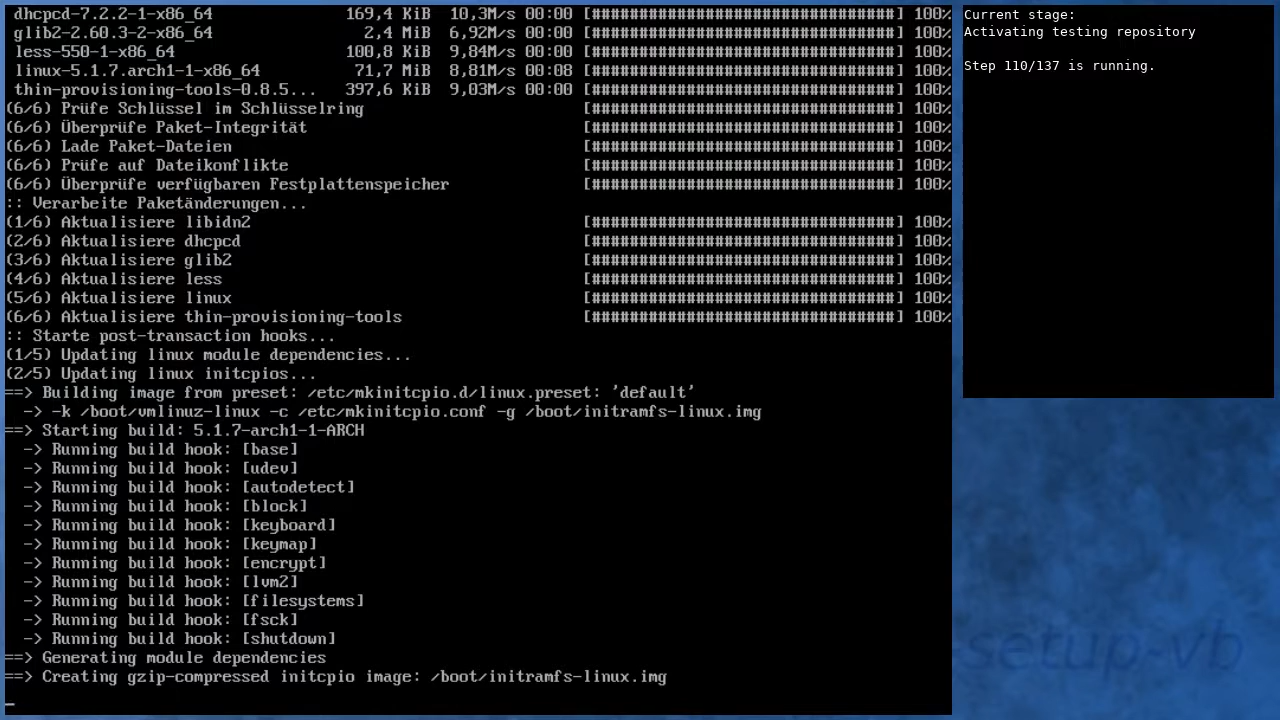 dhcpcd-7.2.2-1-x86_64 169,4 KiB 10,3M/s 00:00 [################################] 100%
glib2-2.60.3-2-x86_64 2,4 MiB 6,92M/s 00:00 [################################] 100%
less-550-1-x86_64 100,8 KiB 9,84M/s 00:00 [################################] 100%
linux-5.1.7.arch1-1-x86_64 71,7 MiB 8,81M/s 00:08 [################################] 100%
thin-provisioning-tools-0.8.5... 397,6 KiB 9,03M/s 00:00 [################################] 100%
(6/6) Prüfe Schlüssel im Schlüsselring [################################] 100%
(6/6) Überprüfe Paket-Integrität [################################] 100%
(6/6) Lade Paket-Dateien [################################] 100%
(6/6) Prüfe auf Dateikonflikte [################################] 100%
(6/6) Überprüfe verfügbaren Festplattenspeicher [################################] 100%
:: Verarbeite Paketänderungen...
(1/6) Aktualisiere libidn2 [################################] 100%
(2/6) Aktualisiere dhcpcd [################################] 100%
(3/6) Aktualisiere glib2 [################################] 100%
(4/6) Aktualisiere less [################################] 100%
(5/6) Aktualisiere linux [################################] 100%
(6/6) Aktualisiere thin-provisioning-tools [################################] 100%
:: Starte post-transaction hooks...
(1/5) Updating linux module dependencies...
(2/5) Updating linux initcpios...
==> Building image from preset: /etc/mkinitcpio.d/linux.preset: 'default'
-> -k /boot/vmlinuz-linux -c /etc/mkinitcpio.conf -g /boot/initramfs-linux.img
==> Starting build: 5.1.7-arch1-1-ARCH
-> Running build hook: [base]
-> Running build hook: [udev]
-> Running build hook: [autodetect]
-> Running build hook: [block]
-> Running build hook: [keyboard]
-> Running build hook: [keymap]
-> Running build hook: [encrypt]
-> Running build hook: [lvm2]
-> Running build hook: [filesystems]
-> Running build hook: [fsck]
-> Running build hook: [shutdown]
==> Generating module dependencies
==> Creating gzip-compressed initcpio image: /boot/initramfs-linux.img
_
Current stage:
Activating testing repository
Step 110/137 is running.
-setup-vb